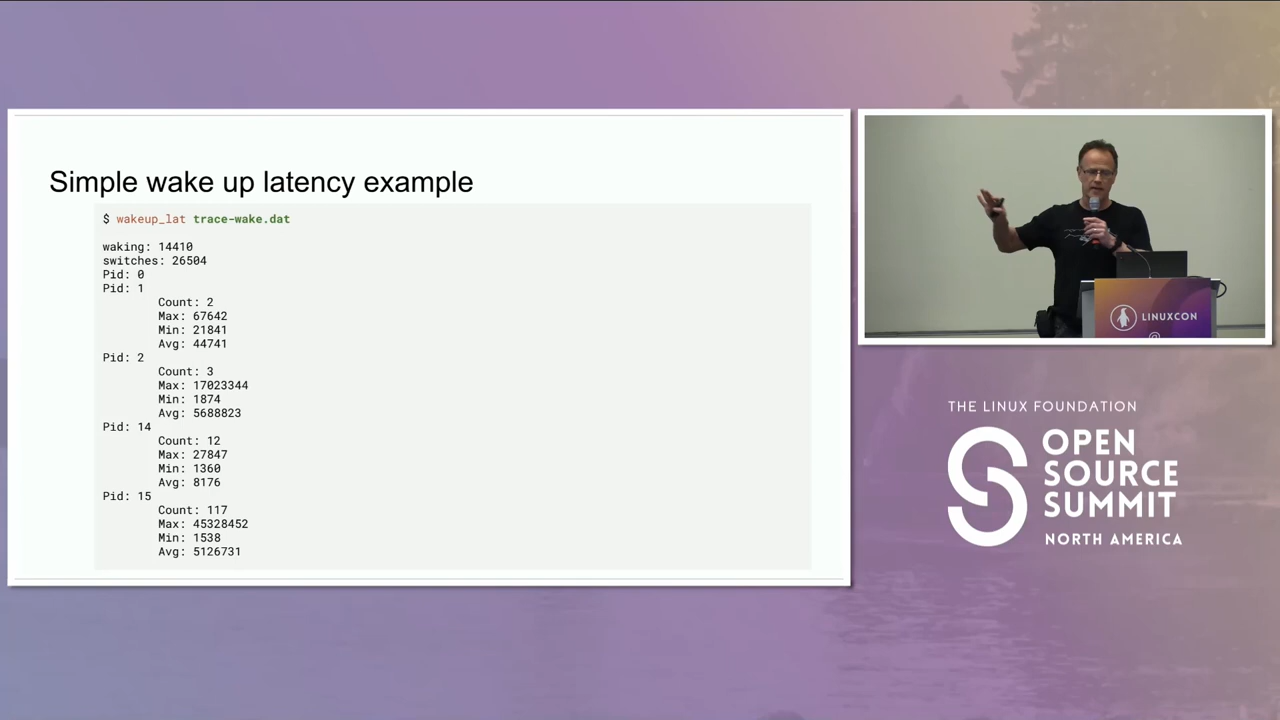 Simple wake up latency example
$ wakeup_lat trace-wake.dat
waking: 14410
switches: 26504
Pid: 0
Pid: 1
Count: 2
Max: 67642
Min: 21841
Avg: 44741
Pid: 2
Count: 3
Max: 17023344
Min: 1874
Avg: 5688823
Pid: 14
Count: 12
Max: 27847
Min: 1360
Avg: 8176
Pid: 15
Count: 117
Max: 45328452
Min: 1538
Avg: 5126731
LINUXCON
THE LINUX FOUNDATION
OPEN
SOURCE
SUMMIT
NORTH AMERICA